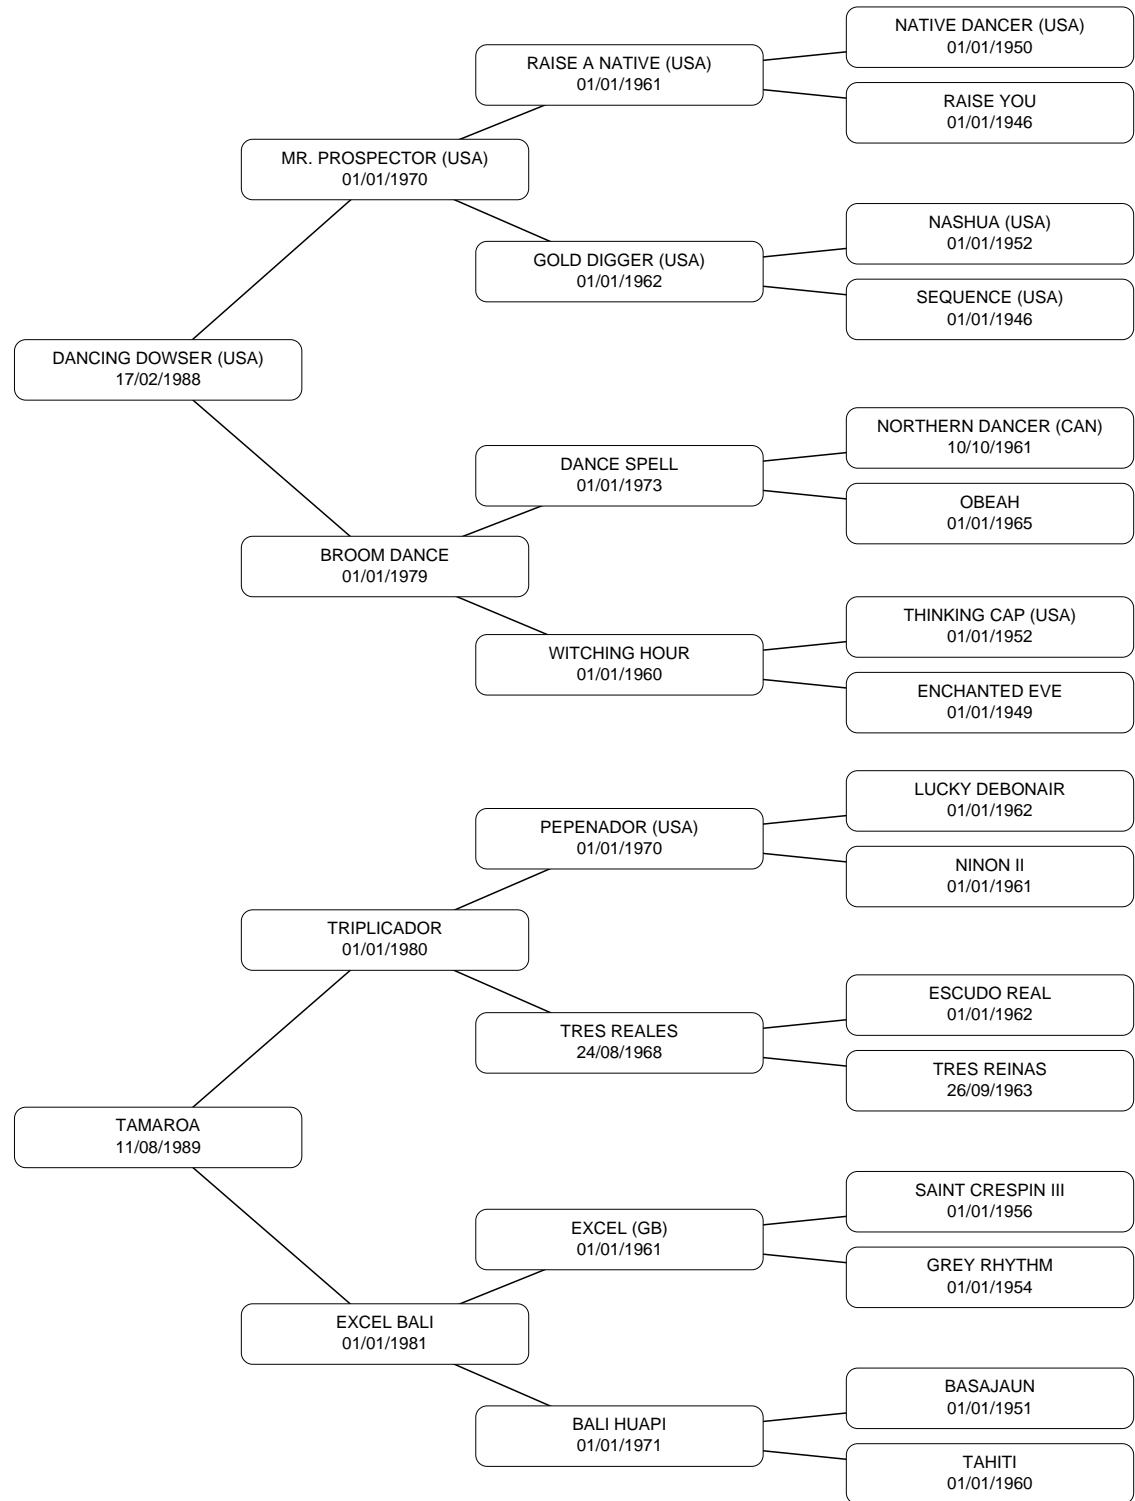 NATIVE DANCER (USA)
01/01/1950
RAISE A NATIVE (USA)
01/01/1961
RAISE YOU
01/01/1946
MR. PROSPECTOR (USA)
01/01/1970
NASHUA (USA)
01/01/1952
GOLD DIGGER (USA)
01/01/1962
SEQUENCE (USA)
01/01/1946
DANCING DOWSER (USA)
17/02/1988
NORTHERN DANCER (CAN)
10/10/1961
DANCE SPELL
01/01/1973
OBEAH
01/01/1965
BROOM DANCE
01/01/1979
THINKING CAP (USA)
01/01/1952
WITCHING HOUR
01/01/1960
ENCHANTED EVE
01/01/1949
LUCKY DEBONAIR
01/01/1962
PEPENADOR (USA)
01/01/1970
NINON II
01/01/1961
TRIPLICADOR
01/01/1980
ESCUDO REAL
01/01/1962
TRES REALES
24/08/1968
TRES REINAS
26/09/1963
TAMAROA
11/08/1989
SAINT CRESPIN III
01/01/1956
EXCEL (GB)
01/01/1961
GREY RHYTHM
01/01/1954
EXCEL BALI
01/01/1981
BASAJAUN
01/01/1951
BALI HUAPI
01/01/1971
TAHITI
01/01/1960